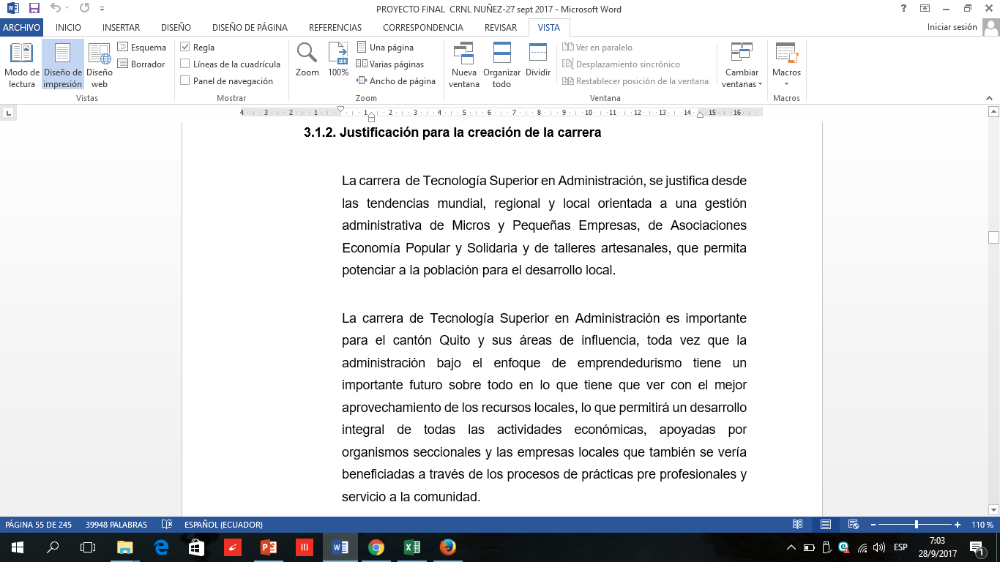 PROYECTO FINAL  CRNL NUÑEZ-27 sept 2017 - Microsoft Word
ARCHIVO INICIO INSERTAR DISEÑO DISEÑO DE PÁGINA REFERENCIAS CORRESPONDENCIA REVISAR VISTA Iniciar sesión
Modo de lectura
Diseño de impresión
Diseño web
Esquema
Borrador
Vistas
Regla
Líneas de la cuadrícula
Panel de navegación
Mostrar
Zoom
100
100%
Una página
Varias páginas
Ancho de página
Zoom
Nueva ventana
Organizar todo
Dividir
Ver en paralelo
Desplazamiento sincrónico
Restablecer posición de la ventana
Cambiar ventanas
Ventana
Macros
Macros
4 3 2 1 1 2 3 4 5 6 7 8 9 10 11 12 13 14 15 16
3.1.2. Justificación para la creación de la carrera
La carrera  de Tecnología Superior en Administración, se justifica desde
las tendencias mundial, regional y local orientada a una gestión
administrativa de Micros y Pequeñas Empresas, de Asociaciones
Economía Popular y Solidaria y de talleres artesanales, que permita
potenciar a la población para el desarrollo local.
La carrera de Tecnología Superior en Administración es importante
para el cantón Quito y sus áreas de influencia, toda vez que la
administración bajo el enfoque de emprendedurismo tiene un
importante futuro sobre todo en lo que tiene que ver con el mejor
aprovechamiento de los recursos locales, lo que permitirá un desarrollo
integral de todas las actividades económicas, apoyadas por
organismos seccionales y las empresas locales que también se vería
beneficiadas a través de los procesos de prácticas pre profesionales y
servicio a la comunidad.
PÁGINA 55 DE 245 39948 PALABRAS ESPAÑOL (ECUADOR) 110 %
ESP 7:03
28/9/2017
1